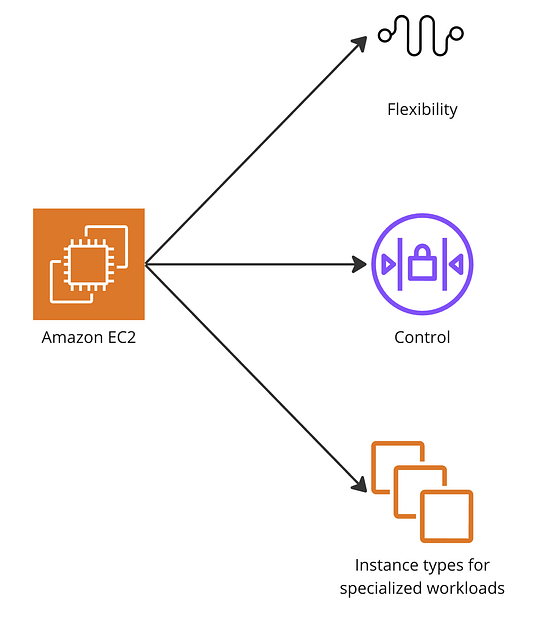 Flexibility
Amazon EC2
Control
Instance types for
specialized workloads